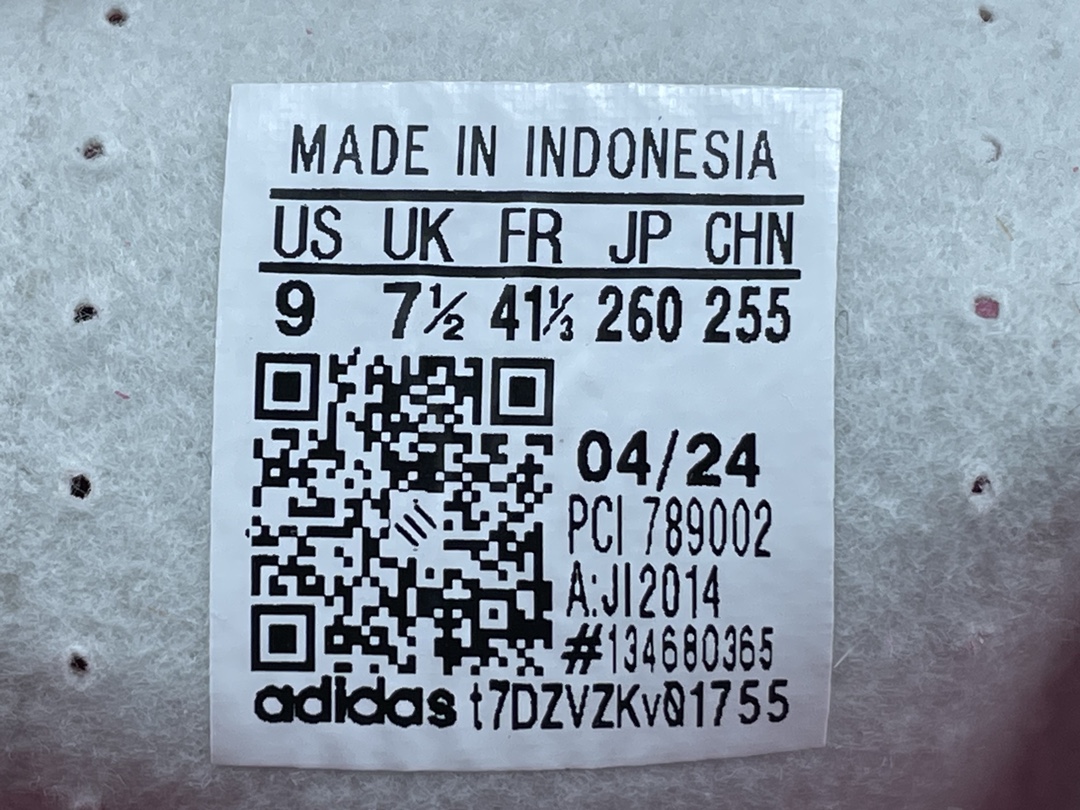 MADE IN INDONESIA
US UK FR JP CHN
9 7½ 41⅓ 260 255
04/24
PCI 789002
A:JI2014
#134680365
adidas t7DZVZKvQ1755